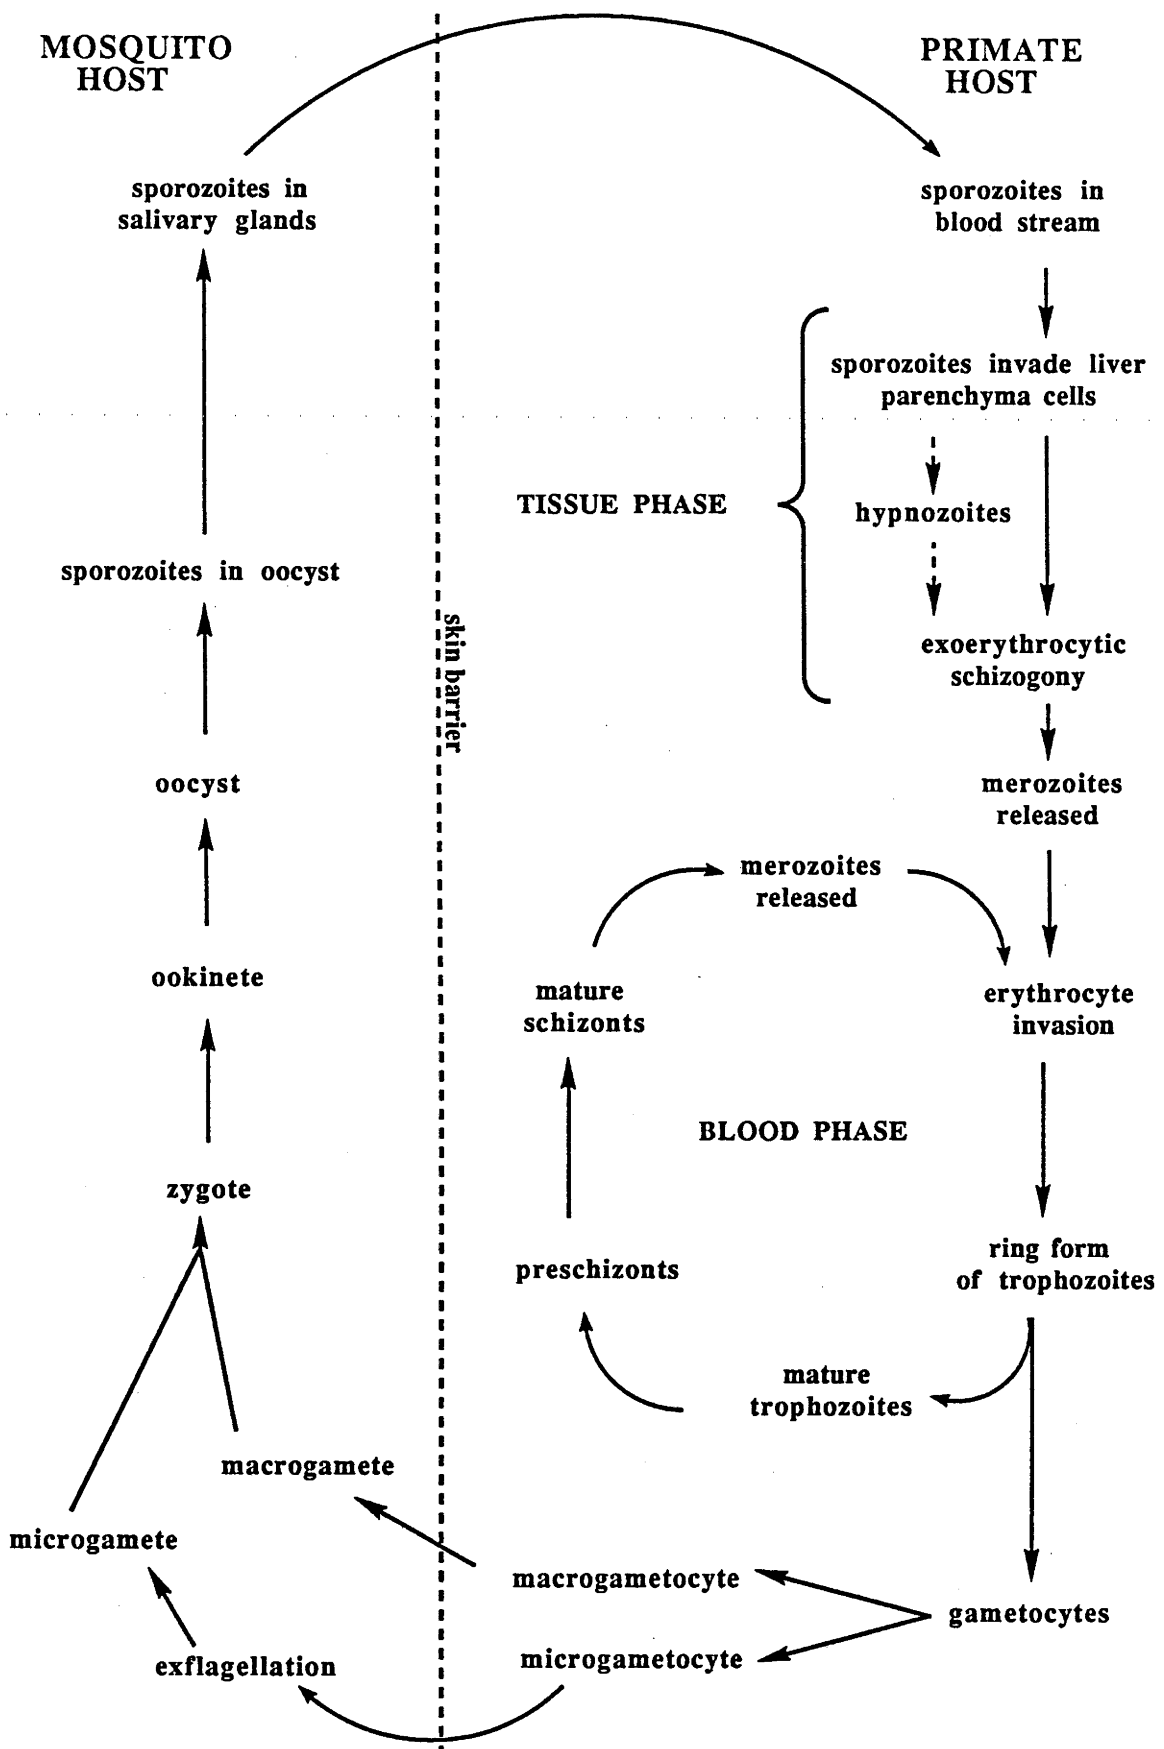 MOSQUITO
HOST
PRIMATE
HOST
sporozoites in
salivary glands
sporozoites in
blood stream
sporozoites invade liver
parenchyma cells
TISSUE PHASE
hypnozoites
sporozoites in oocyst
skin barrier
exoerythrocytic
schizogony
oocyst
merozoites
released
merozoites
released
ookinete
mature
schizonts
erythrocyte
invasion
BLOOD PHASE
zygote
ring form
of trophozoites
preschizonts
mature
trophozoites
macrogamete
microgamete
macrogametocyte
gametocytes
microgametocyte
exflagellation